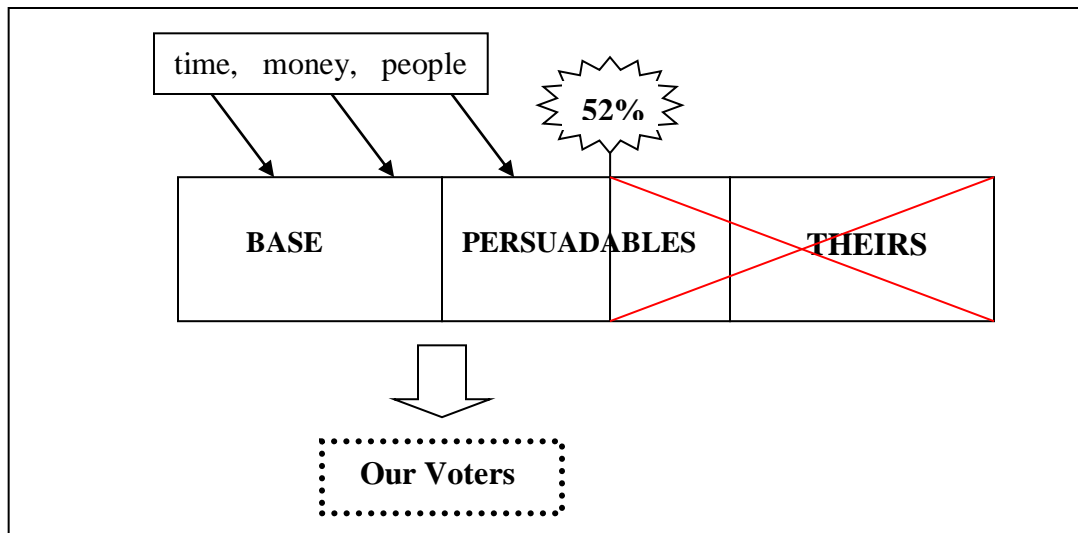 time, money, people
52%
BASE PERSUADABLES THEIRS
Our Voters